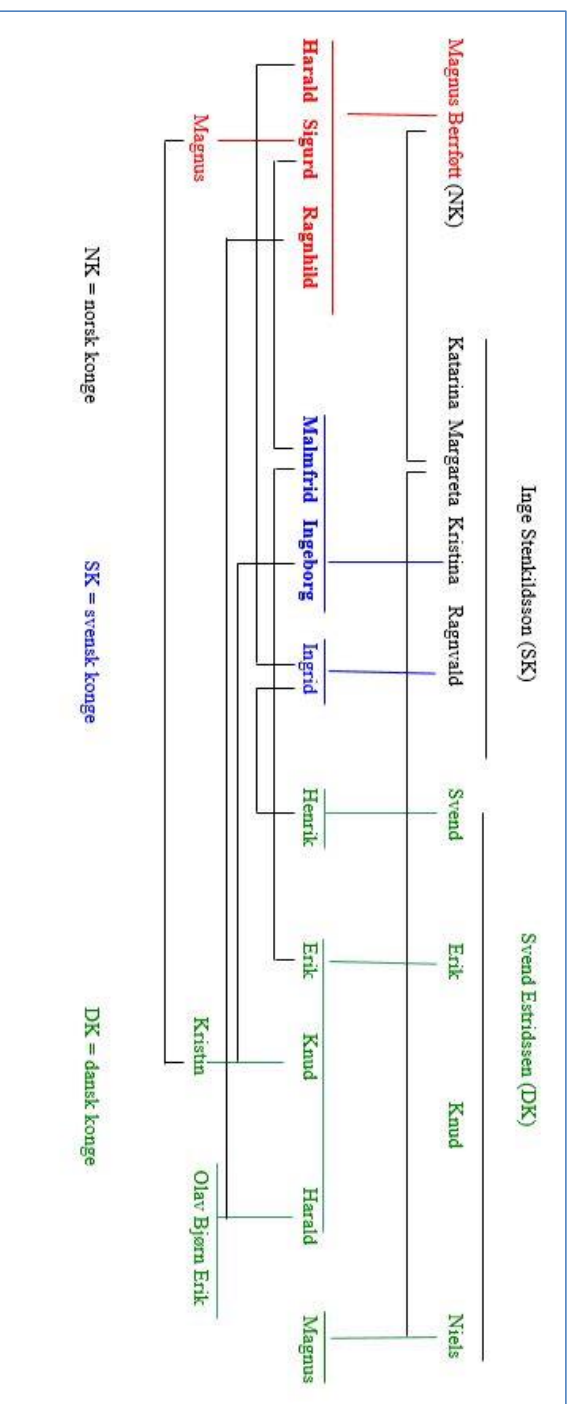 Inge Stenkildsson (SK) Svend Estridssen (DK)
Magnus Berrføtt (NK) Katarina Margareta Kristina Ragnvald Svend Erik Knud Niels
Harald Sigurd Ragnhild Malmfrid Ingeborg Ingrid Henrik Erik Knud Harald Magnus
Magnus Kristin Olav Bjørn Erik
NK = norsk konge SK = svensk konge DK = dansk konge